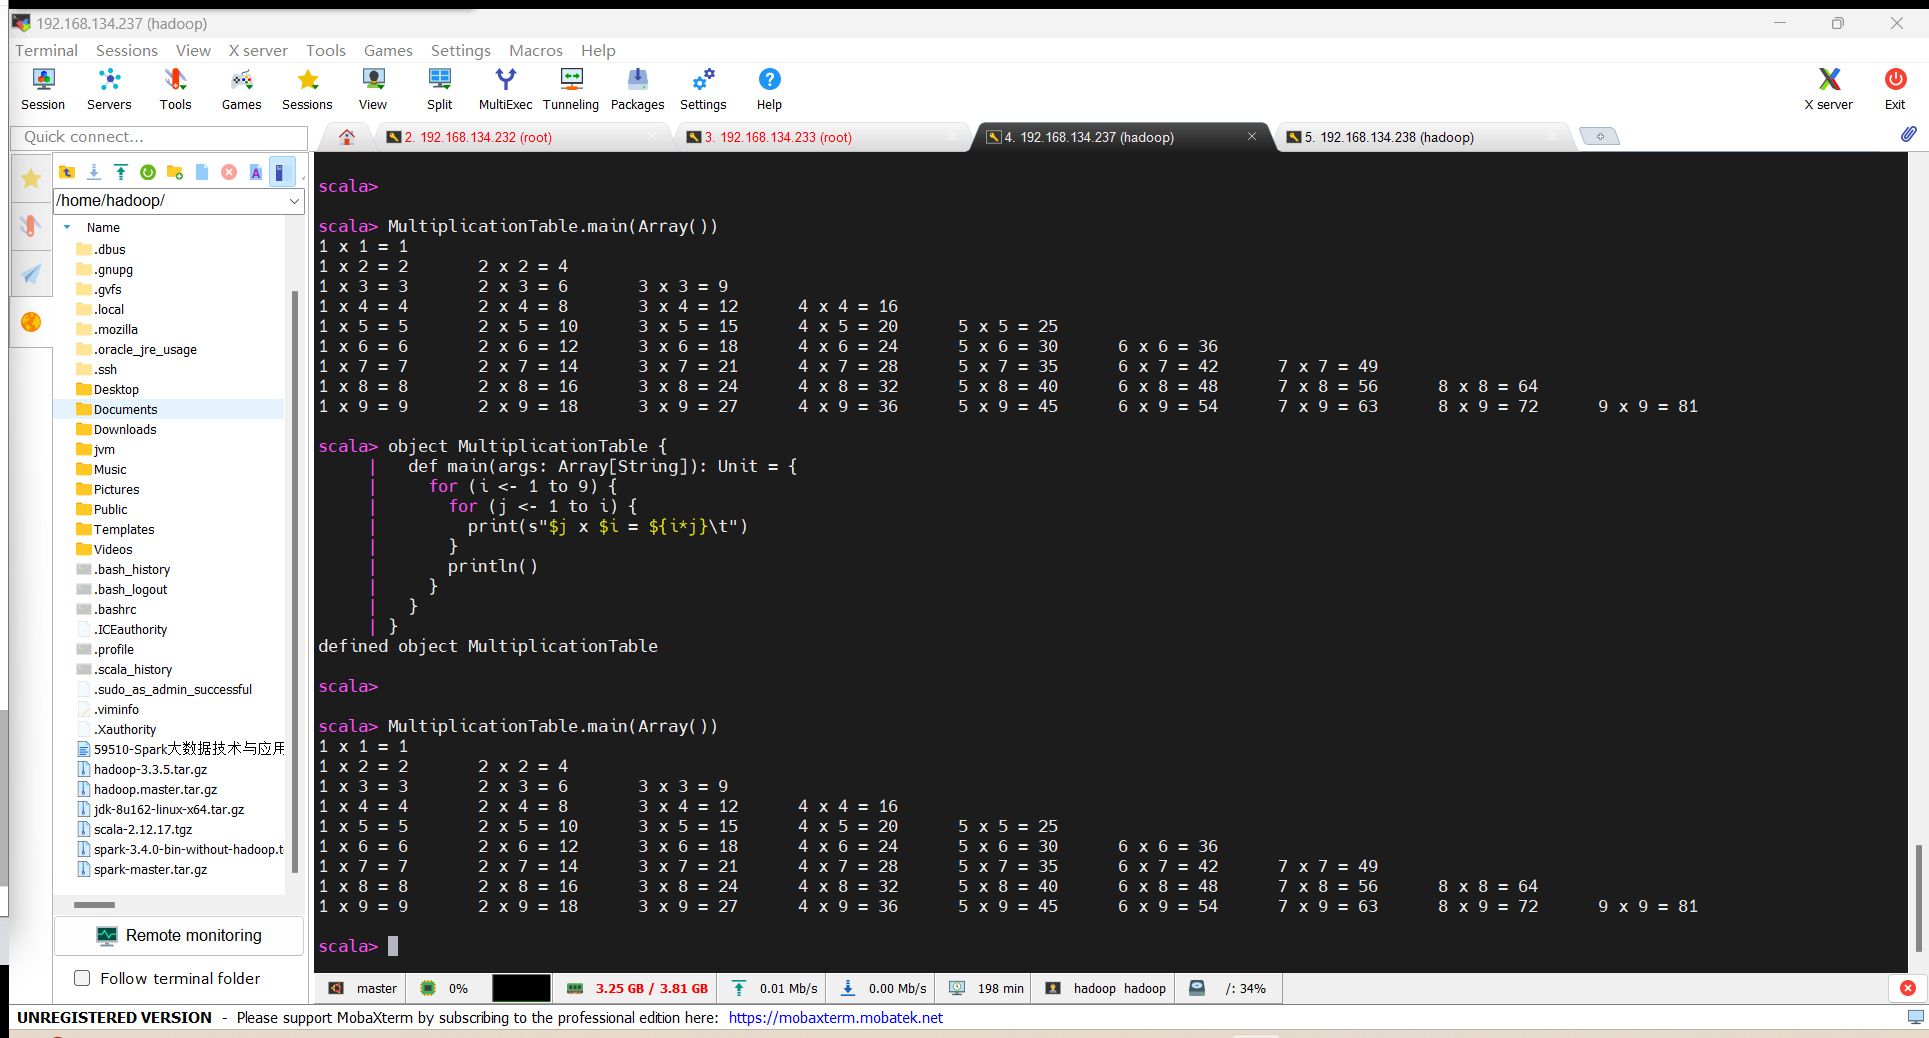 192.168.134.237 (hadoop)
Terminal Sessions View X server Tools Games Settings Macros Help
Session Servers Tools Games Sessions View Split MultiExec Tunneling Packages Settings Help X server Exit
Quick connect...
2. 192.168.134.232 (root) 3. 192.168.134.233 (root) 4. 192.168.134.237 (hadoop) 5. 192.168.134.238 (hadoop)
/home/hadoop/
Name
.dbus
.gnupg
.gvfs
.local
.mozilla
.oracle_jre_usage
.ssh
Desktop
Documents
Downloads
jvm
Music
Pictures
Public
Templates
Videos
.bash_history
.bash_logout
.bashrc
.ICEauthority
.profile
.scala_history
.sudo_as_admin_successful
.viminfo
.Xauthority
59510-Spark大数据技术与应用
hadoop-3.3.5.tar.gz
hadoop.master.tar.gz
jdk-8u162-linux-x64.tar.gz
scala-2.12.17.tgz
spark-3.4.0-bin-without-hadoop.t
spark-master.tar.gz
Remote monitoring
Follow terminal folder
scala>
scala> MultiplicationTable.main(Array())
1 x 1 = 1
1 x 2 = 2 2 x 2 = 4
1 x 3 = 3 2 x 3 = 6 3 x 3 = 9
1 x 4 = 4 2 x 4 = 8 3 x 4 = 12 4 x 4 = 16
1 x 5 = 5 2 x 5 = 10 3 x 5 = 15 4 x 5 = 20 5 x 5 = 25
1 x 6 = 6 2 x 6 = 12 3 x 6 = 18 4 x 6 = 24 5 x 6 = 30 6 x 6 = 36
1 x 7 = 7 2 x 7 = 14 3 x 7 = 21 4 x 7 = 28 5 x 7 = 35 6 x 7 = 42 7 x 7 = 49
1 x 8 = 8 2 x 8 = 16 3 x 8 = 24 4 x 8 = 32 5 x 8 = 40 6 x 8 = 48 7 x 8 = 56 8 x 8 = 64
1 x 9 = 9 2 x 9 = 18 3 x 9 = 27 4 x 9 = 36 5 x 9 = 45 6 x 9 = 54 7 x 9 = 63 8 x 9 = 72 9 x 9 = 81
scala> object MultiplicationTable {
| def main(args: Array[String]): Unit = {
| for (i <- 1 to 9) {
| for (j <- 1 to i) {
| print(s"$j x $i = ${i*j}\t")
| }
| println()
| }
| }
| }
defined object MultiplicationTable
scala>
scala> MultiplicationTable.main(Array())
1 x 1 = 1
1 x 2 = 2 2 x 2 = 4
1 x 3 = 3 2 x 3 = 6 3 x 3 = 9
1 x 4 = 4 2 x 4 = 8 3 x 4 = 12 4 x 4 = 16
1 x 5 = 5 2 x 5 = 10 3 x 5 = 15 4 x 5 = 20 5 x 5 = 25
1 x 6 = 6 2 x 6 = 12 3 x 6 = 18 4 x 6 = 24 5 x 6 = 30 6 x 6 = 36
1 x 7 = 7 2 x 7 = 14 3 x 7 = 21 4 x 7 = 28 5 x 7 = 35 6 x 7 = 42 7 x 7 = 49
1 x 8 = 8 2 x 8 = 16 3 x 8 = 24 4 x 8 = 32 5 x 8 = 40 6 x 8 = 48 7 x 8 = 56 8 x 8 = 64
1 x 9 = 9 2 x 9 = 18 3 x 9 = 27 4 x 9 = 36 5 x 9 = 45 6 x 9 = 54 7 x 9 = 63 8 x 9 = 72 9 x 9 = 81
scala>
master 0% 3.25 GB / 3.81 GB 0.01 Mb/s 0.00 Mb/s 198 min hadoop hadoop /: 34%
UNREGISTERED VERSION - Please support MobaXterm by subscribing to the professional edition here: https://mobaxterm.mobatek.net